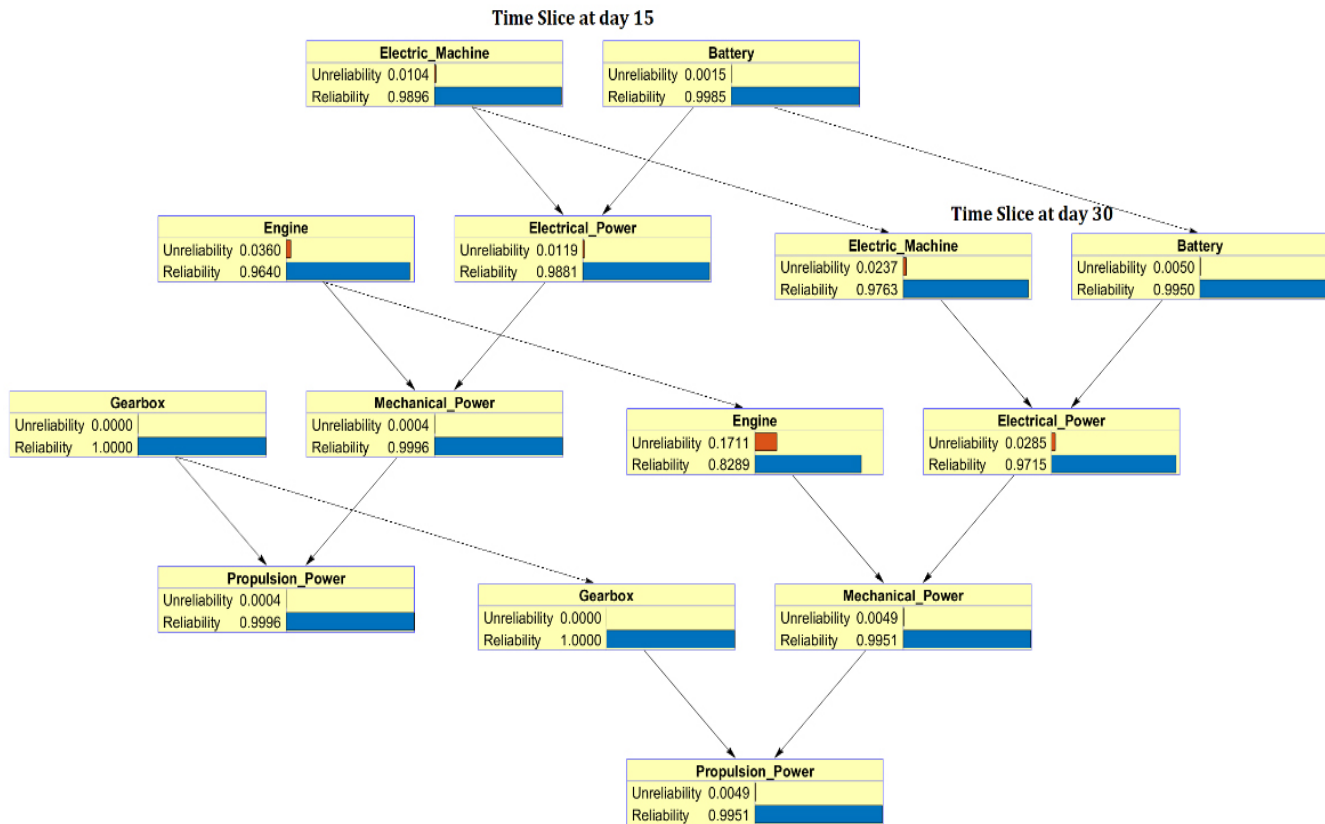 Time Slice at day 15
Electric_Machine
Unreliability 0.0104
Reliability 0.9896
Battery
Unreliability 0.0015
Reliability 0.9985
Engine
Unreliability 0.0360
Reliability 0.9640
Electrical_Power
Unreliability 0.0119
Reliability 0.9881
Time Slice at day 30
Electric_Machine
Unreliability 0.0237
Reliability 0.9763
Battery
Unreliability 0.0050
Reliability 0.9950
Gearbox
Unreliability 0.0000
Reliability 1.0000
Mechanical_Power
Unreliability 0.0004
Reliability 0.9996
Engine
Unreliability 0.1711
Reliability 0.8289
Electrical_Power
Unreliability 0.0285
Reliability 0.9715
Propulsion_Power
Unreliability 0.0004
Reliability 0.9996
Gearbox
Unreliability 0.0000
Reliability 1.0000
Mechanical_Power
Unreliability 0.0049
Reliability 0.9951
Propulsion_Power
Unreliability 0.0049
Reliability 0.9951